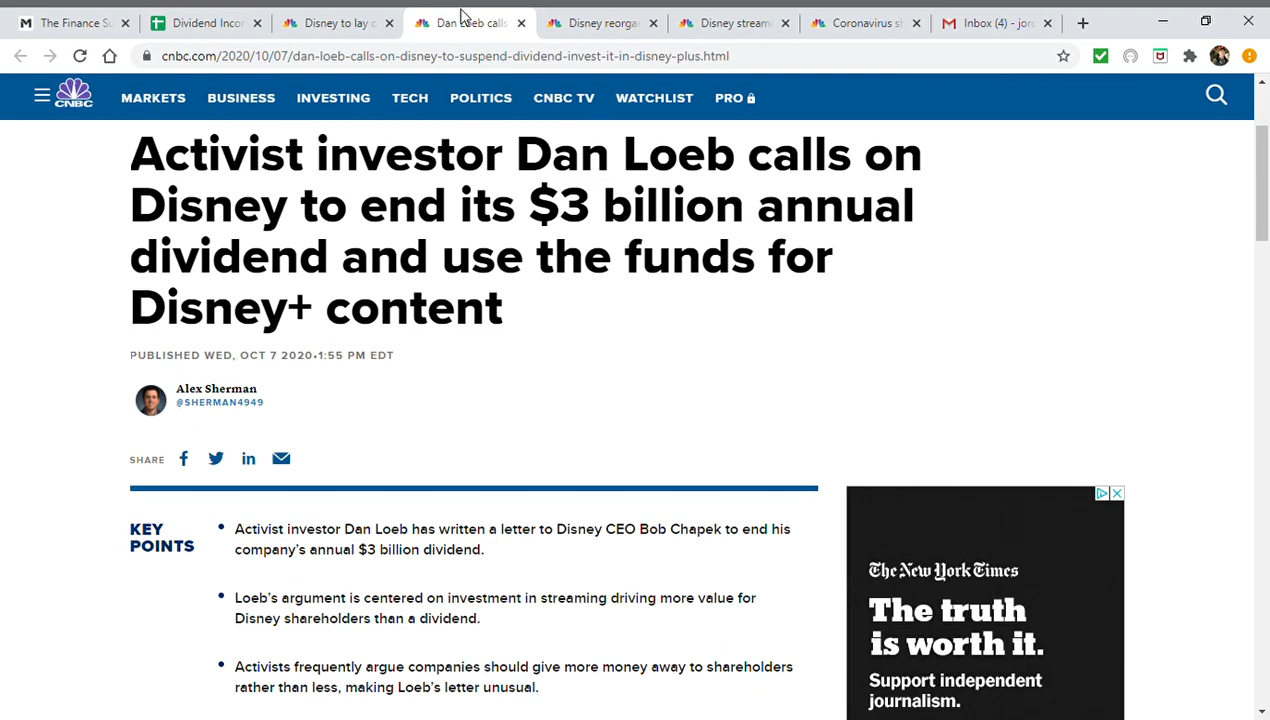 The Finance Su
Dividend Incor
Disney to lay o
Dan Loeb calls
Disney reorga
Disney stream
Coronavirus sh
Inbox (4) - jor
cnbc.com/2020/10/07/dan-loeb-calls-on-disney-to-suspend-dividend-invest-it-in-disney-plus.html
CNBC
MARKETS BUSINESS INVESTING TECH POLITICS CNBC TV WATCHLIST PRO
Activist investor Dan Loeb calls on
Disney to end its $3 billion annual
dividend and use the funds for
Disney+ content
PUBLISHED WED, OCT 7 2020•1:55 PM EDT
Alex Sherman
@SHERMAN4949
SHARE
KEY
POINTS
• Activist investor Dan Loeb has written a letter to Disney CEO Bob Chapek to end his
company’s annual $3 billion dividend.
• Loeb’s argument is centered on investment in streaming driving more value for
Disney shareholders than a dividend.
• Activists frequently argue companies should give more money away to shareholders
rather than less, making Loeb’s letter unusual.
The New York Times
The truth
is worth it.
Support independent
journalism.